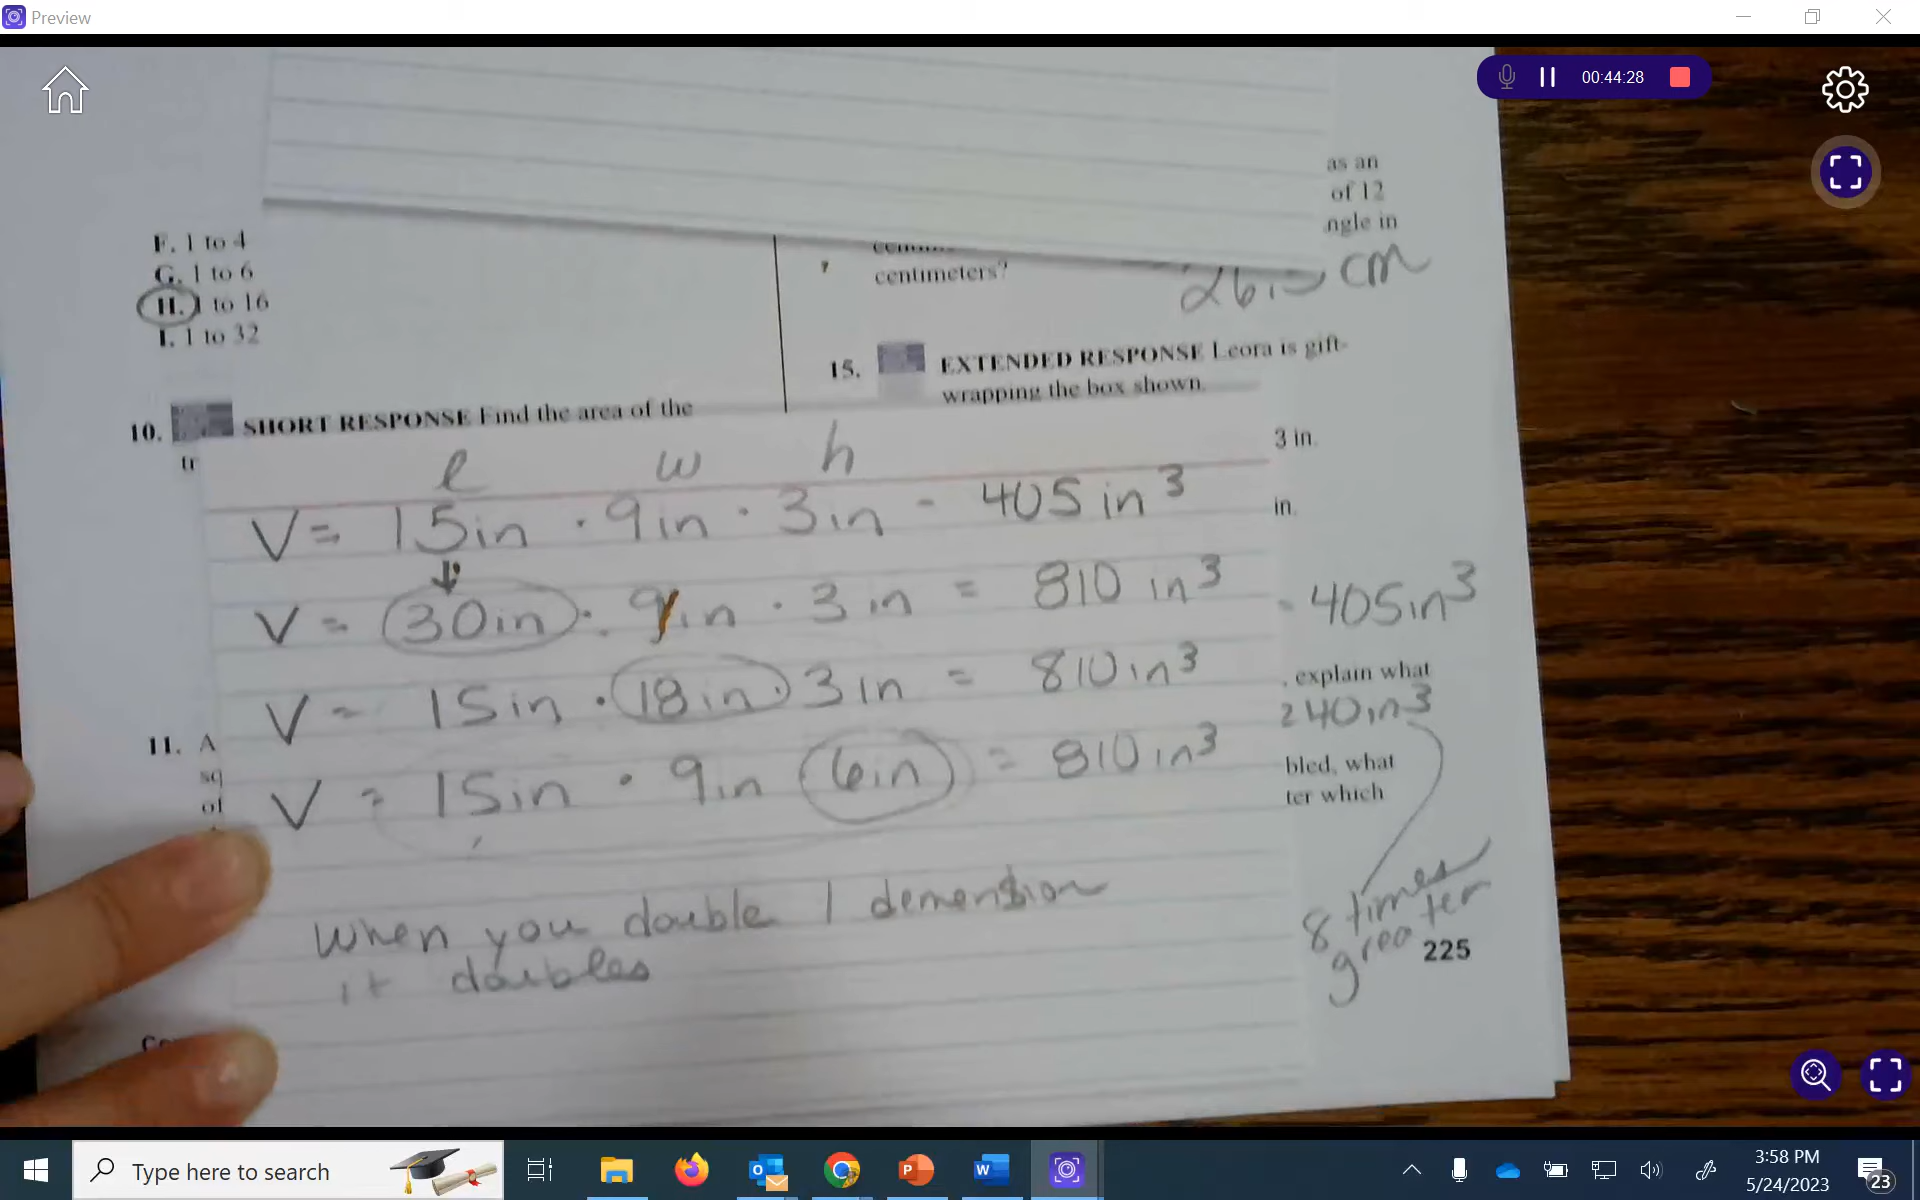 Preview
00:44:28
as an
of 12
ngle in
F. 1 to 4
G. 1 to 6
H. 1 to 16
I. 1 to 32
centimeters?
cm
15. EXTENDED RESPONSE Leora is gift-
wrapping the box shown.
10. SHORT RESPONSE Find the area of the
tr
3 in.
in.
l w h
V = 15in · 9in · 3in = 405 in³
V = 30in · 9in · 3in = 810 in³
V = 15in · 18in · 3in = 810 in³
V = 15in · 9in 6in = 810 in³
= 405in³
, explain what
240in³
bled, what
ter which
11. A
sq
of
When you double 1 demension
it doubles
8 times
greater
225
Type here to search
3:58 PM
5/24/2023
23